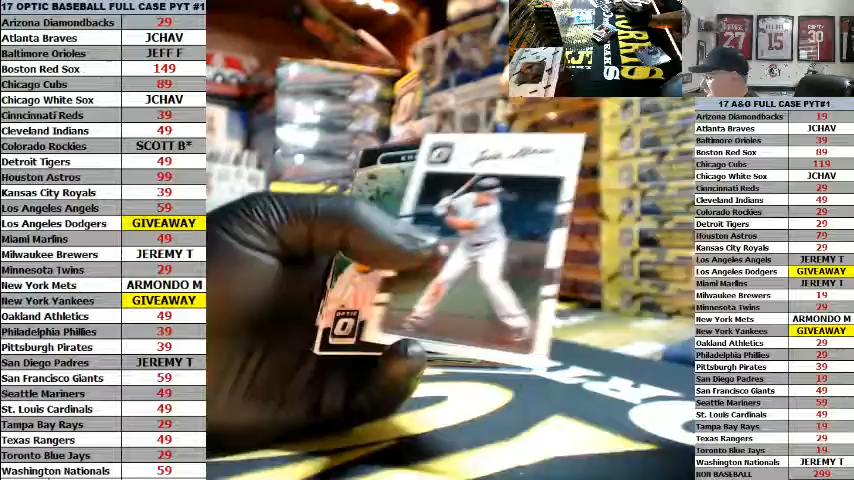 17 OPTIC BASEBALL FULL CASE PYT #1
Arizona Diamondbacks 29
Atlanta Braves JCHAV
Baltimore Orioles JEFF F
Boston Red Sox 149
Chicago Cubs 89
Chicago White Sox JCHAV
Cinncinati Reds 39
Cleveland Indians 49
Colorado Rockies SCOTT B*
Detroit Tigers 49
Houston Astros 99
Kansas City Royals 39
Los Angeles Angels 59
Los Angeles Dodgers GIVEAWAY
Miami Marlins 49
Milwaukee Brewers JEREMY T
Minnesota Twins 29
New York Mets ARMONDO M
New York Yankees GIVEAWAY
Oakland Athletics 49
Philadelphia Phillies 39
Pittsburgh Pirates 39
San Diego Padres JEREMY T
San Francisco Giants 59
Seattle Mariners 49
St. Louis Cardinals 49
Tampa Bay Rays 29
Texas Rangers 49
Toronto Blue Jays 29
Washington Nationals 59
OPTIC
27
15
30
17 A&G FULL CASE PYT#1
Arizona Diamondbacks 19
Atlanta Braves JCHAV
Baltimore Orioles 39
Boston Red Sox 89
Chicago Cubs 119
Chicago White Sox JCHAV
Cinncinati Reds 29
Cleveland Indians 49
Colorado Rockies 29
Detroit Tigers 29
Houston Astros 79
Kansas City Royals 29
Los Angeles Angels JEREMY T
Los Angeles Dodgers GIVEAWAY
Miami Marlins JEREMY T
Milwaukee Brewers 19
Minnesota Twins 29
New York Mets ARMONDO M
New York Yankees GIVEAWAY
Oakland Athletics 29
Philadelphia Phillies 29
Pittsburgh Pirates 39
San Diego Padres 19
San Francisco Giants 49
Seattle Mariners 59
St. Louis Cardinals 49
Tampa Bay Rays 19
Texas Rangers 29
Toronto Blue Jays 19
Washington Nationals JEREMY T
NON BASEBALL 299